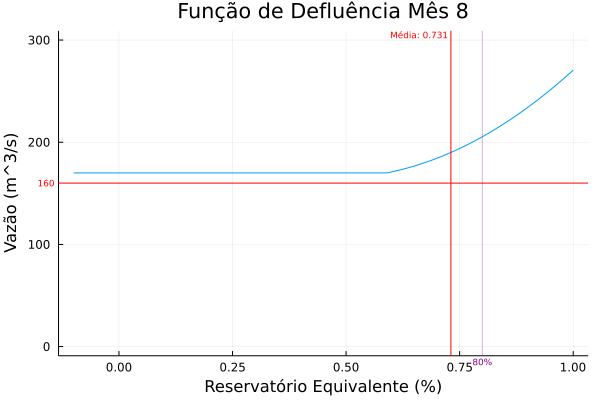 Função de Defluência Mês 8
Média: 0.731
300
200
160
100
0
Vazão (m^3/s)
0.00
0.25
0.50
0.75
80%
1.00
Reservatório Equivalente (%)